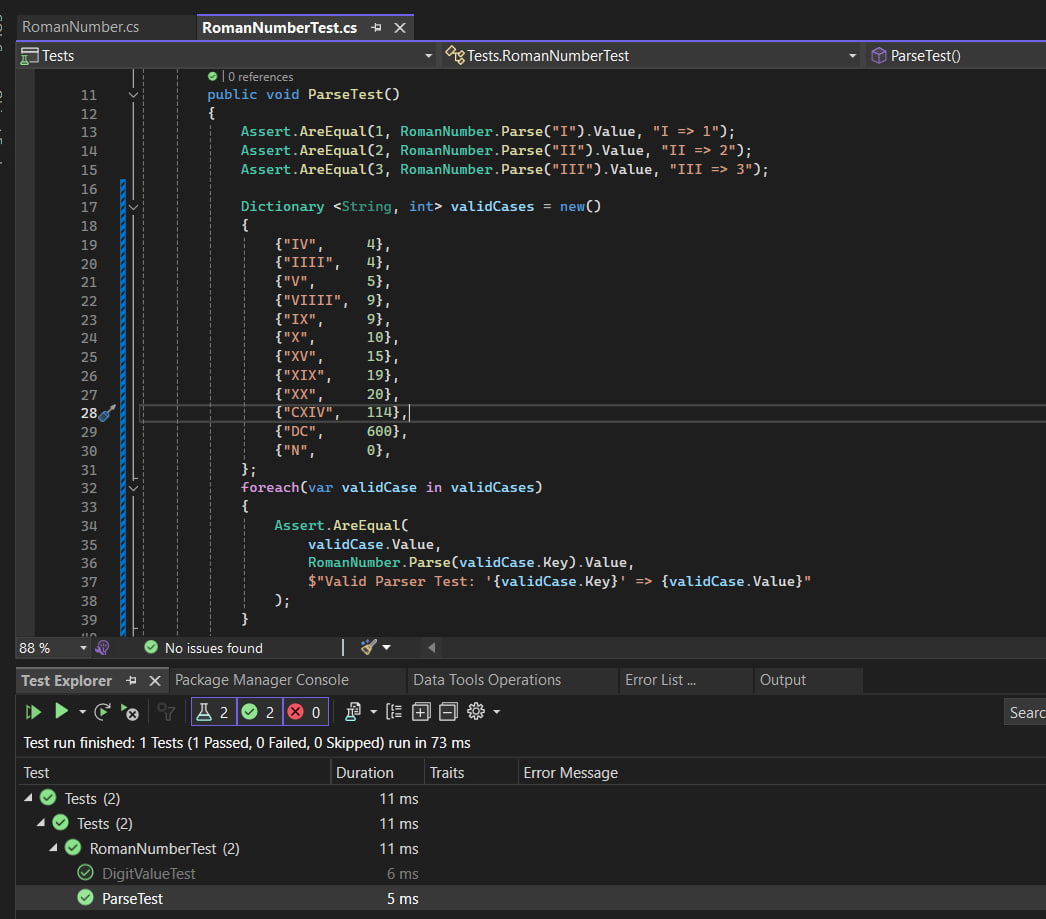 RomanNumber.cs RomanNumberTest.cs
Tests Tests.RomanNumberTest ParseTest()
| 0 references
11 public void ParseTest()
12 {
13 Assert.AreEqual(1, RomanNumber.Parse("I").Value, "I => 1");
14 Assert.AreEqual(2, RomanNumber.Parse("II").Value, "II => 2");
15 Assert.AreEqual(3, RomanNumber.Parse("III").Value, "III => 3");
16
17 Dictionary <String, int> validCases = new()
18 {
19 {"IV", 4},
20 {"IIII", 4},
21 {"V", 5},
22 {"VIIII", 9},
23 {"IX", 9},
24 {"X", 10},
25 {"XV", 15},
26 {"XIX", 19},
27 {"XX", 20},
28 {"CXIV", 114},
29 {"DC", 600},
30 {"N", 0},
31 };
32 foreach(var validCase in validCases)
33 {
34 Assert.AreEqual(
35 validCase.Value,
36 RomanNumber.Parse(validCase.Key).Value,
37 $"Valid Parser Test: '{validCase.Key}' => {validCase.Value}"
38 );
39 }
88 % No issues found
Test Explorer Package Manager Console Data Tools Operations Error List ... Output
2 2 0 Searc
Test run finished: 1 Tests (1 Passed, 0 Failed, 0 Skipped) run in 73 ms
Test Duration Traits Error Message
Tests (2) 11 ms
Tests (2) 11 ms
RomanNumberTest (2) 11 ms
DigitValueTest 6 ms
ParseTest 5 ms